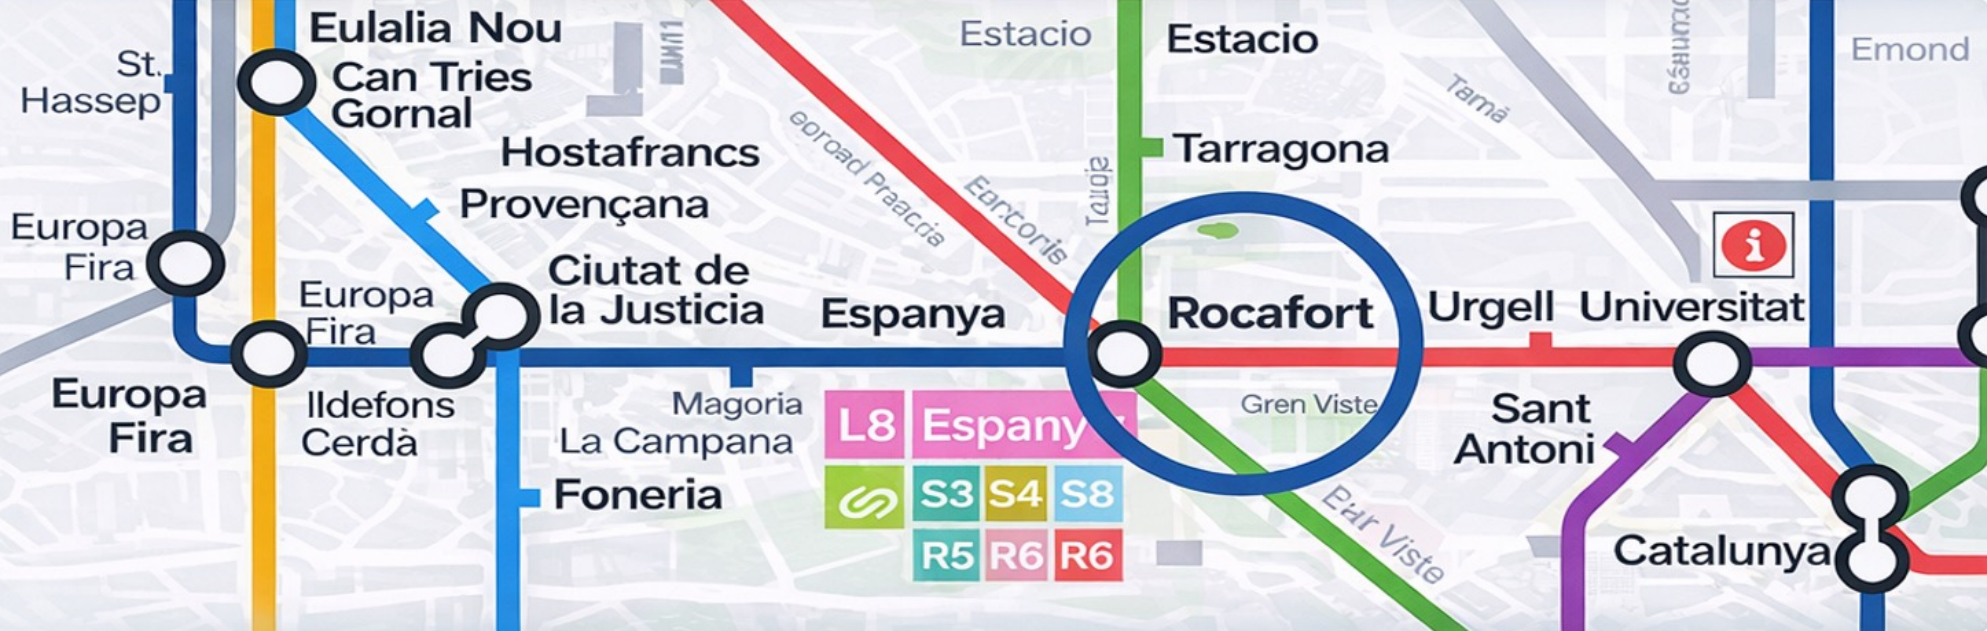 Eulalia Nou
Can Tries
Gornal
St.
Hassep
Hostafrancs
Provençana
Estacio
Estacio
Tarragona
Tamá
Emond
Europa
Fira
Europa
Fira
Ciutat de
la Justicia
Espanya
Rocafort
Urgell
Universitat
i
Europa
Fira
Ildefons
Cerdà
Magoria
La Campana
Foneria
L8 Espany
S3 S4 S8
R5 R6 R6
Gren Viste
Sant
Antoni
Catalunya